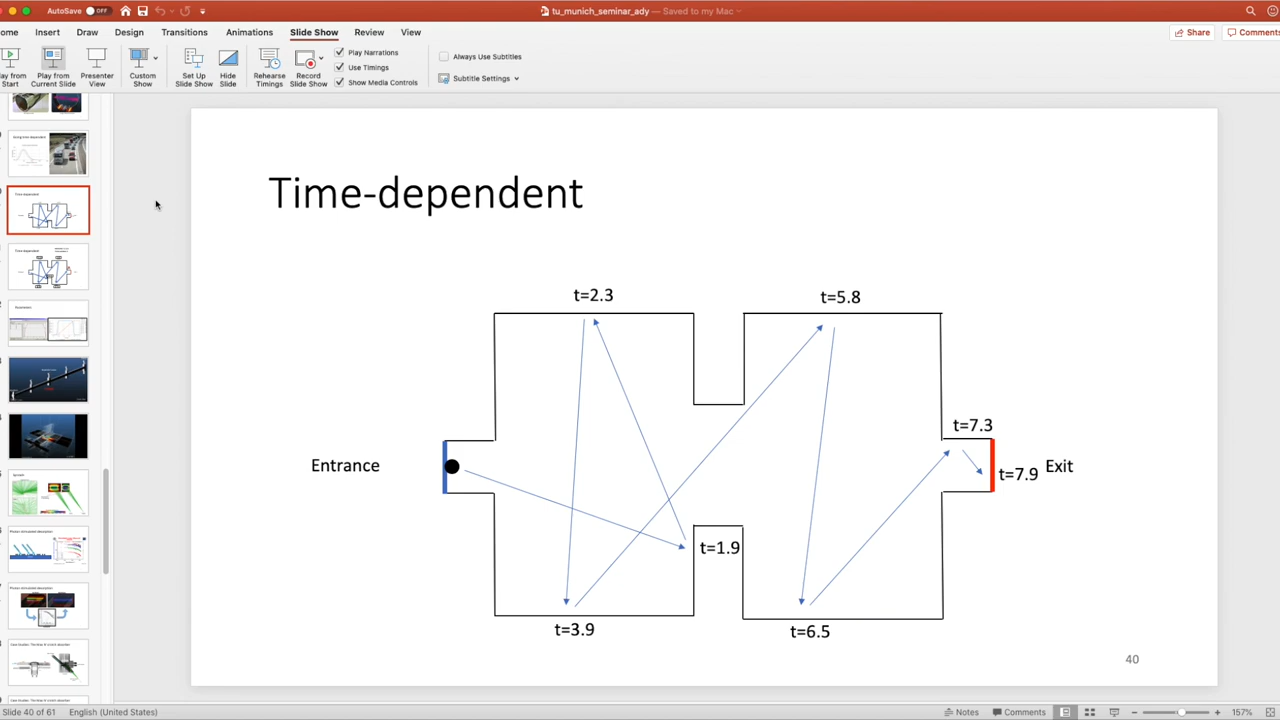 AutoSave OFF
tu_munich_seminar_ady — Saved to my Mac
Insert Draw Design Transitions Animations Slide Show Review View
Share Comments
Play from Start
Play from Current Slide
Presenter View
Custom Show
Set Up Slide Show
Hide Slide
Rehearse Timings
Record Slide Show
Play Narrations
Use Timings
Show Media Controls
Always Use Subtitles
Subtitle Settings
Time-dependent
t=2.3
t=5.8
t=7.3
Entrance
t=7.9
Exit
t=1.9
t=3.9
t=6.5
40
Slide 40 of 61 English (United States)
Notes Comments 157%